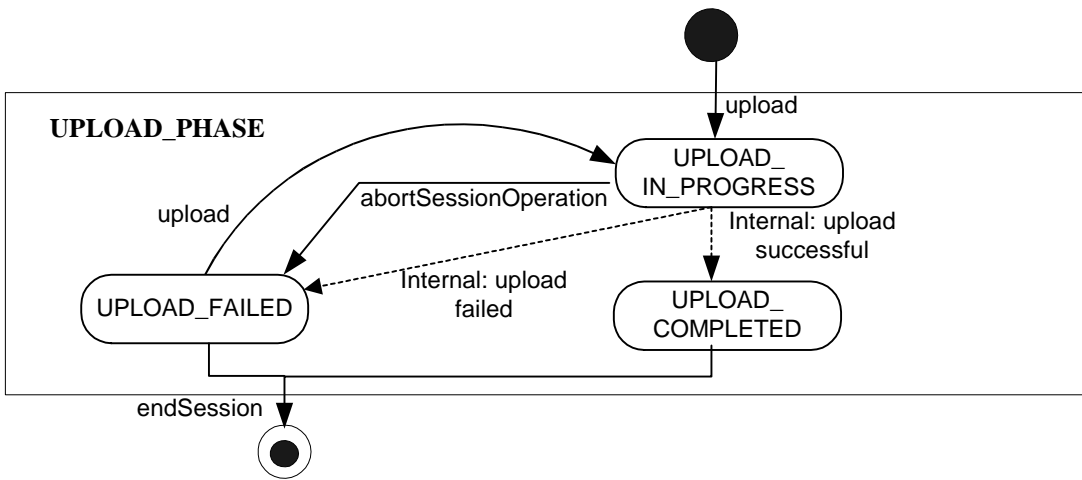 upload
UPLOAD_PHASE
UPLOAD_
IN_PROGRESS
abortSessionOperation
upload
Internal: upload
successful
Internal: upload
failed
UPLOAD_FAILED
UPLOAD_
COMPLETED
endSession